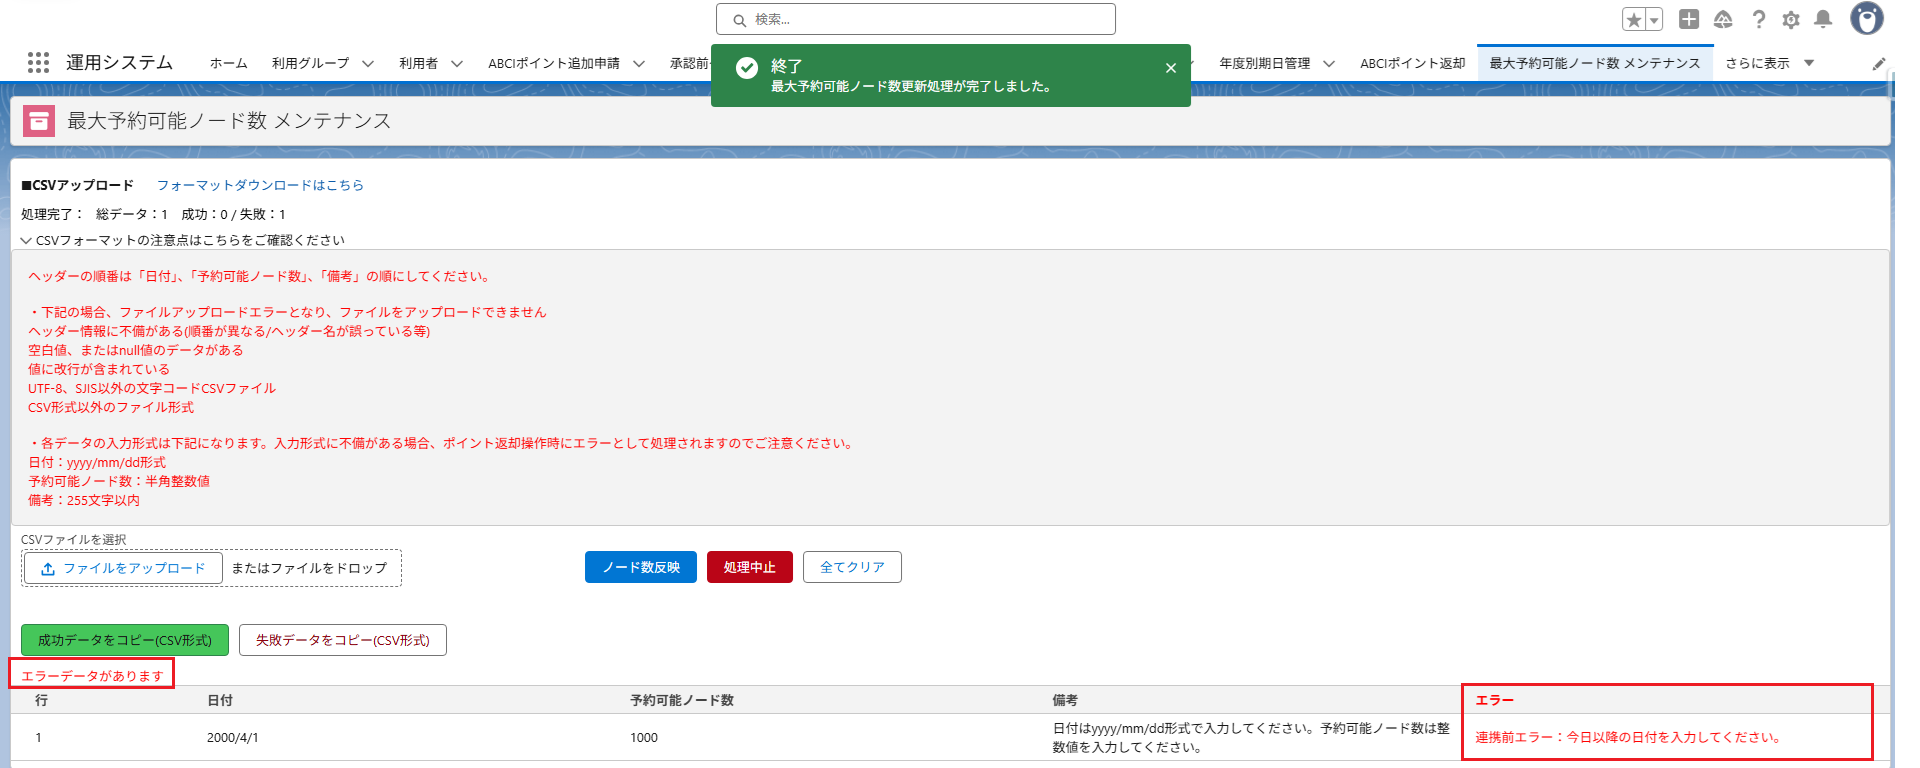 検索...
運用システム ホーム 利用グループ 利用者 ABCIポイント追加申請 承認前 年度別期日管理 ABCIポイント返却 最大予約可能ノード数 メンテナンス さらに表示
終了
最大予約可能ノード数更新処理が完了しました。
最大予約可能ノード数 メンテナンス
■CSVアップロード フォーマットダウンロードはこちら
処理完了： 総データ：1 成功：0 / 失敗：1
CSVフォーマットの注意点はこちらをご確認ください
ヘッダーの順番は「日付」、「予約可能ノード数」、「備考」の順にしてください。
・下記の場合、ファイルアップロードエラーとなり、ファイルをアップロードできません
ヘッダー情報に不備がある(順番が異なる/ヘッダー名が誤っている等)
空白値、またはnull値のデータがある
値に改行が含まれている
UTF-8、SJIS以外の文字コードCSVファイル
CSV形式以外のファイル形式
・各データの入力形式は下記になります。入力形式に不備がある場合、ポイント返却操作時にエラーとして処理されますのでご注意ください。
日付：yyyy/mm/dd形式
予約可能ノード数：半角整数値
備考：255文字以内
CSVファイルを選択
ファイルをアップロード またはファイルをドロップ ノード数反映 処理中止 全てクリア
成功データをコピー(CSV形式) 失敗データをコピー(CSV形式)
エラーデータがあります
行 日付 予約可能ノード数 備考 エラー
1 2000/4/1 1000 日付はyyyy/mm/dd形式で入力してください。予約可能ノード数は整
数値を入力してください。 連携前エラー：今日以降の日付を入力してください。